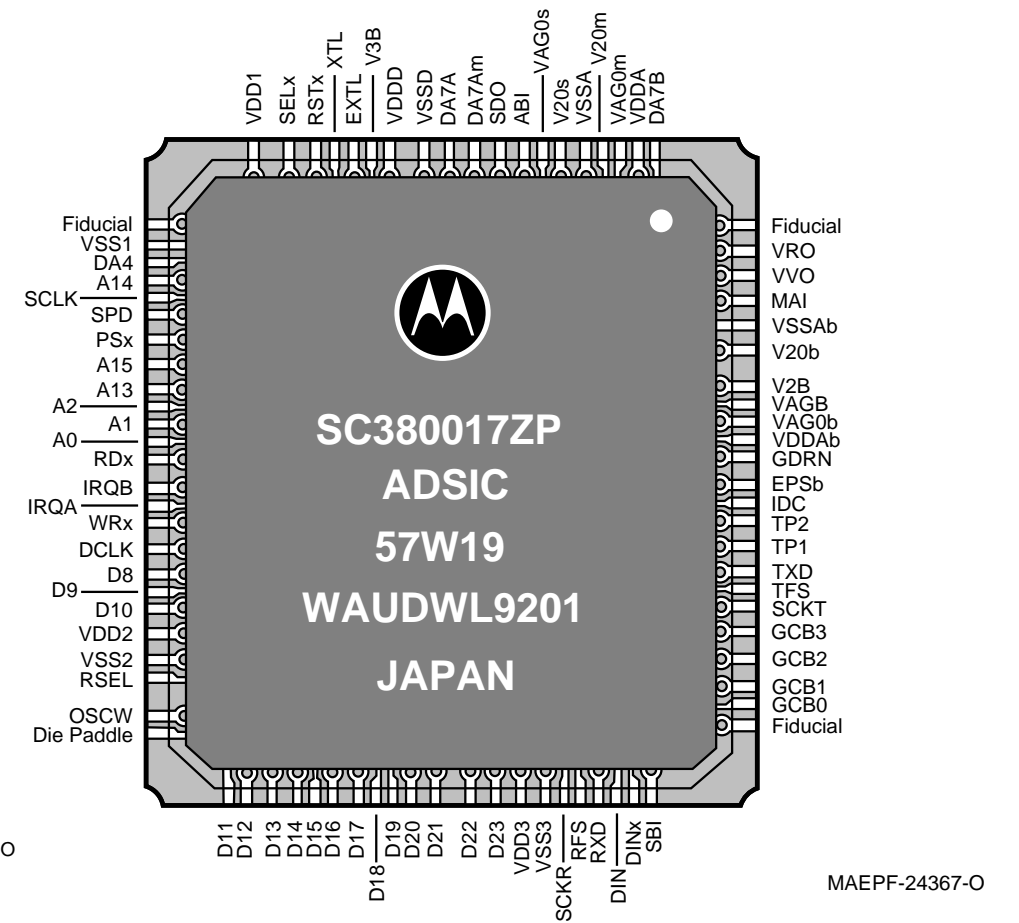 VDD1
SELx
RSTx
XTL
EXTL
V3B
VDDD
VSSD
DA7A
DA7Am
SDO
ABI
VAG0s
V20s
VSSA
V20m
VAG0m
VDDA
DA7B
Fiducial
VSS1
DA4
A14
SCLK
SPD
PSx
A15
A13
A2
A1
A0
RDx
IRQB
IRQA
WRx
DCLK
D8
D9
D10
VDD2
VSS2
RSEL
OSCW
Die Paddle
SC380017ZP
ADSIC
57W19
WAUDWL9201
JAPAN
Fiducial
VRO
VVO
MAI
VSSAb
V20b
V2B
VAGB
VAG0b
VDDAb
GDRN
EPSb
IDC
TP2
TP1
TXD
TFS
SCKT
GCB3
GCB2
GCB1
GCB0
Fiducial
D11
D12
D13
D14
D15
D16
D17
D18
D19
D20
D21
D22
D23
VDD3
VSS3
SCKR
RFS
RXD
DIN
DINx
SBI
O
MAEPF-24367-O